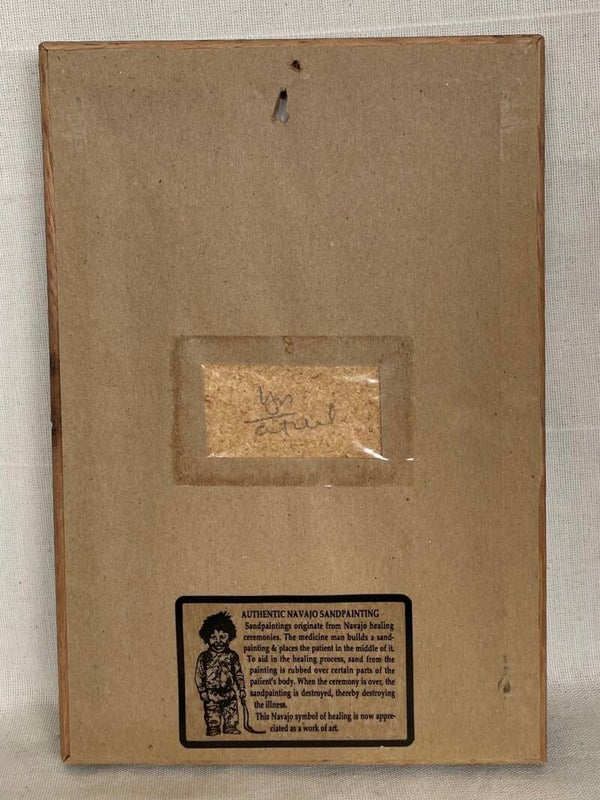 AUTHENTIC NAVAJO SANDPAINTING
Sandpaintings originate from Navajo healing
ceremonies. The medicine man builds a sand-
painting & places the patient in the middle of it.
To aid in the healing process, sand from the
painting is rubbed over certain parts of the
patient's body. When the ceremony is over, the
sandpainting is destroyed, thereby destroying
the illness.
This Navajo symbol of healing is now appre-
ciated as a work of art.